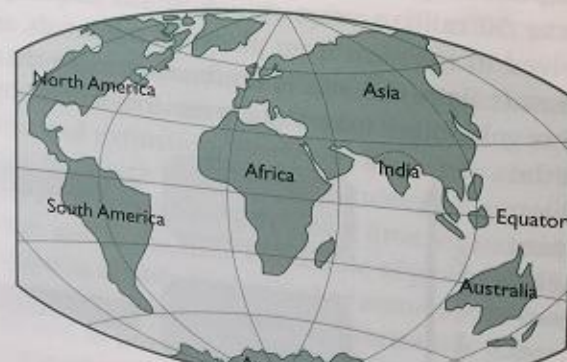 North America
Asia
Africa
India
South America
Equator
Australia